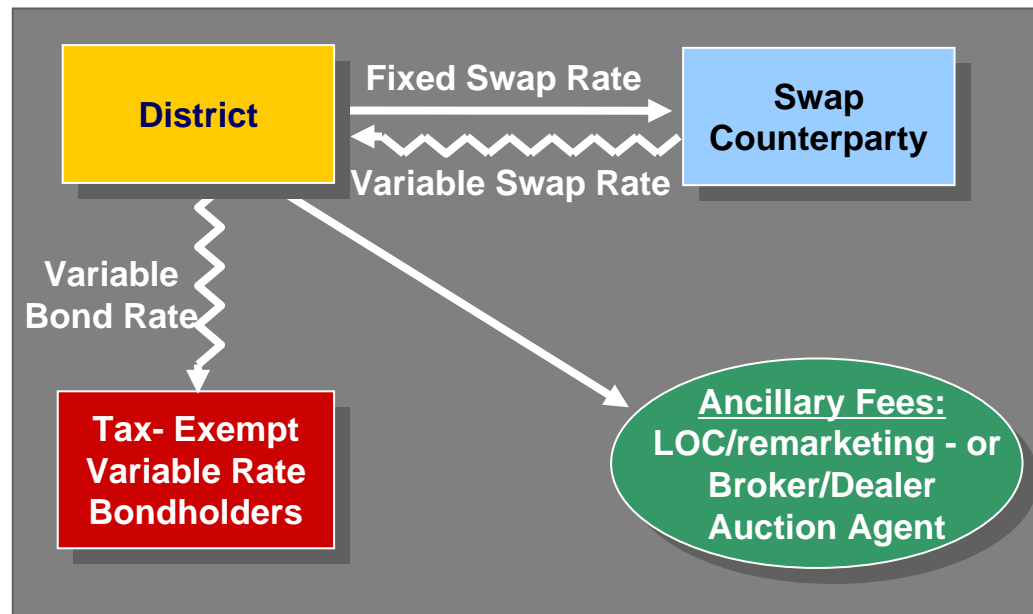 District
Fixed Swap Rate
Swap
Counterparty
Variable Swap Rate
Variable
Bond Rate
Tax- Exempt
Variable Rate
Bondholders
Ancillary Fees:
LOC/remarketing - or
Broker/Dealer
Auction Agent